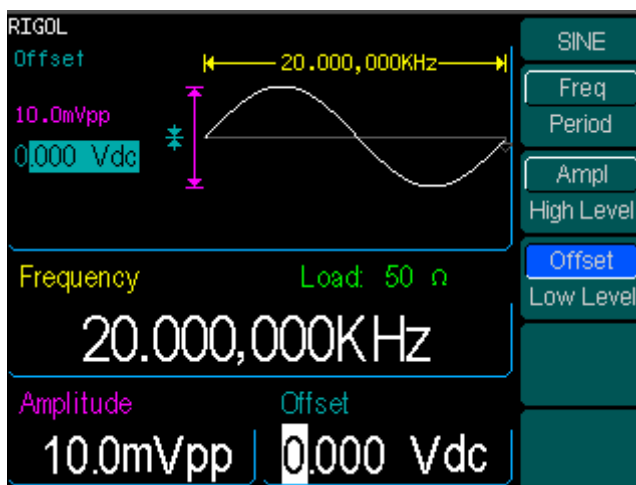 RIGOL
Offset
20.000,000KHz
10.0mVpp
0.000 Vdc
SINE
Freq
Period
Ampl
High Level
Offset
Low Level
Frequency
Load: 50 Ω
20.000,000KHz
Amplitude
Offset
10.0mVpp
0.000 Vdc